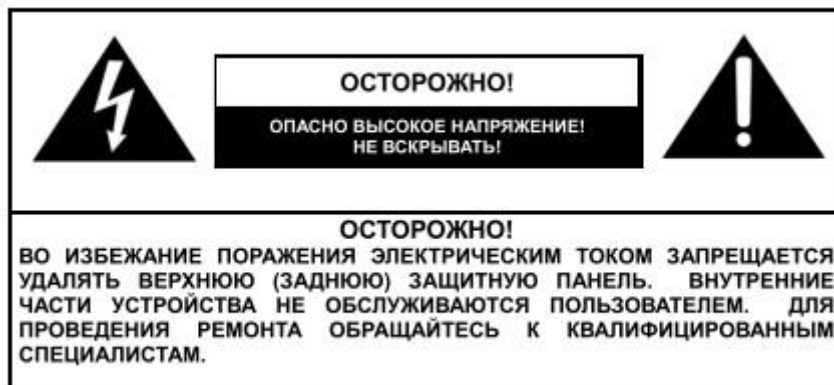 ОСТОРОЖНО!
ОПАСНО ВЫСОКОЕ НАПРЯЖЕНИЕ!
НЕ ВСКРЫВАТЬ!
ОСТОРОЖНО!
ВО ИЗБЕЖАНИЕ ПОРАЖЕНИЯ ЭЛЕКТРИЧЕСКИМ ТОКОМ ЗАПРЕЩАЕТСЯ
УДАЛЯТЬ ВЕРХНЮЮ (ЗАДНЮЮ) ЗАЩИТНУЮ ПАНЕЛЬ. ВНУТРЕННИЕ
ЧАСТИ УСТРОЙСТВА НЕ ОБСЛУЖИВАЮТСЯ ПОЛЬЗОВАТЕЛЕМ. ДЛЯ
ПРОВЕДЕНИЯ РЕМОНТА ОБРАЩАЙТЕСЬ К КВАЛИФИЦИРОВАННЫМ
СПЕЦИАЛИСТАМ.